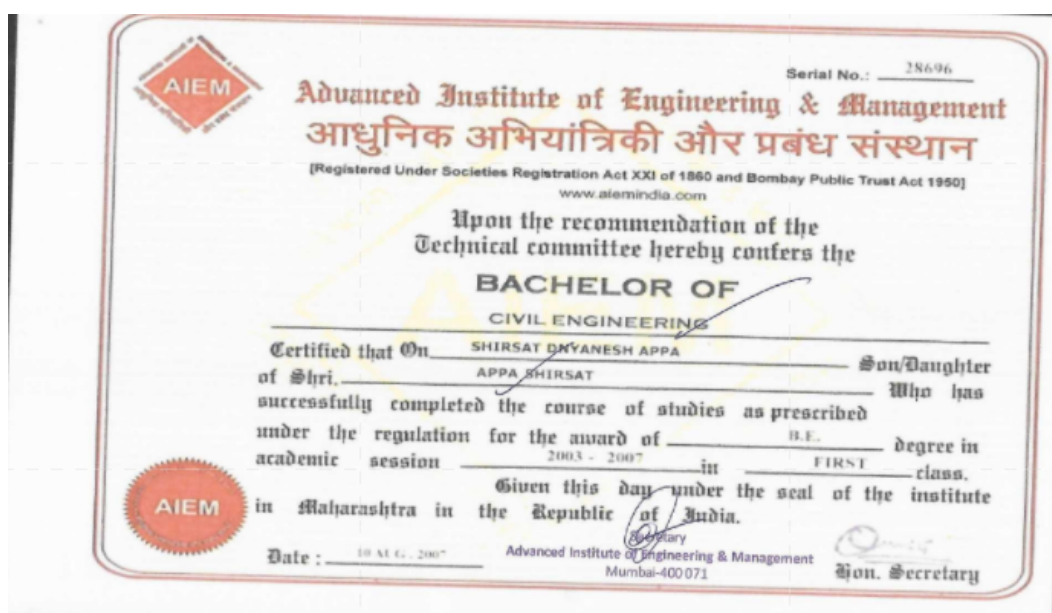 Serial No.: 28696
AIEM
Advanced Institute of Engineering & Management
आधुनिक अभियांत्रिकी और प्रबंध संस्थान
[Registered Under Societies Registration Act XXI of 1860 and Bombay Public Trust Act 1950]
www.aiemindia.com
Upon the recommendation of the
Technical committee hereby confers the
BACHELOR OF
CIVIL ENGINEERING
Certified that On SHIRSAT DNYANESH APPA Son/Daughter
of Shri. APPA SHIRSAT Who has
successfully completed the course of studies as prescribed
under the regulation for the award of B.E. degree in
academic session 2003 - 2007 in FIRST class.
Given this day under the seal of the institute
in Maharashtra in the Republic of India.
AIEM
Secretary
Advanced Institute of Engineering & Management
Mumbai-400 071
Date : 10 AUG. 2007
Hon. Secretary